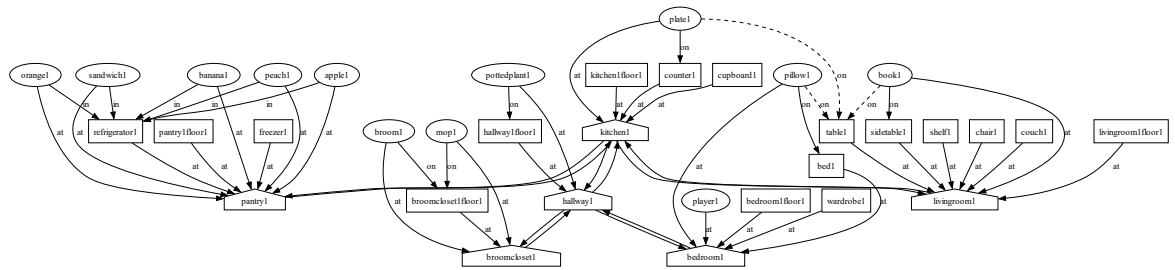 plate1
orange1
sandwich1
banana1
peach1
apple1
pottedplant1
kitchen1floor1
counter1
cupboard1
pillow1
book1
on
at
on
in
in
in
in
in
on
at
at
at
on
on
on
on
refrigerator1
pantry1floor1
freezer1
broom1
mop1
hallway1floor1
kitchen1
table1
sidetable1
shelf1
chair1
couch1
livingroom1floor1
at
at
at
at
at
at
at
at
on
on
at
at
at
at
at
at
at
at
at
at
at
bed1
pantry1
broomcloset1floor1
hallway1
player1
bedroom1floor1
wardrobe1
livingroom1
at
at
at
at
at
at
at
broomcloset1
bedroom1